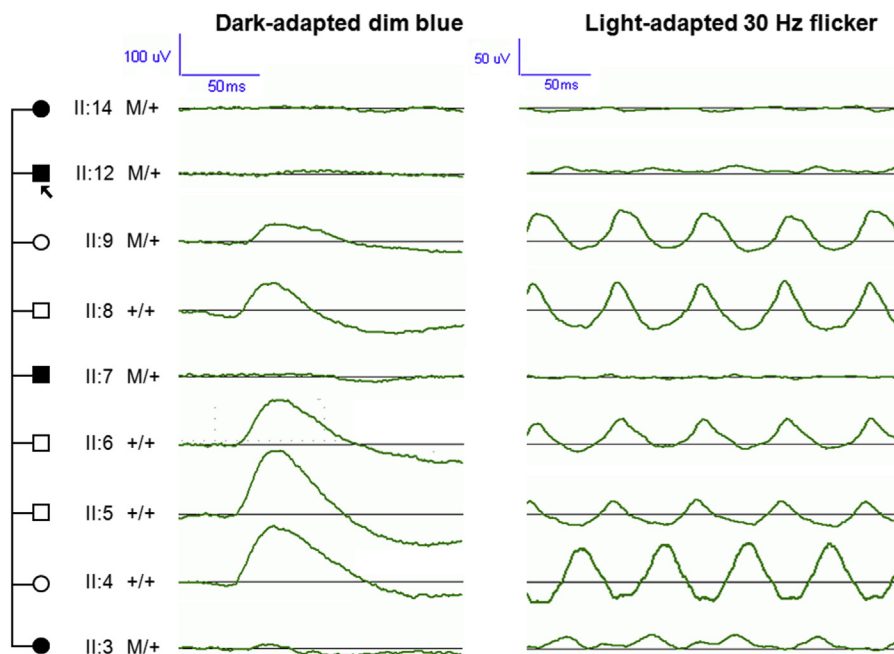 Dark-adapted dim blue Light-adapted 30 Hz flicker
100 uV 50 uV
50ms 50ms
II:14 M/+
II:12 M/+
II:9 M/+
II:8 +/+
II:7 M/+
II:6 +/+
II:5 +/+
II:4 +/+
II:3 M/+